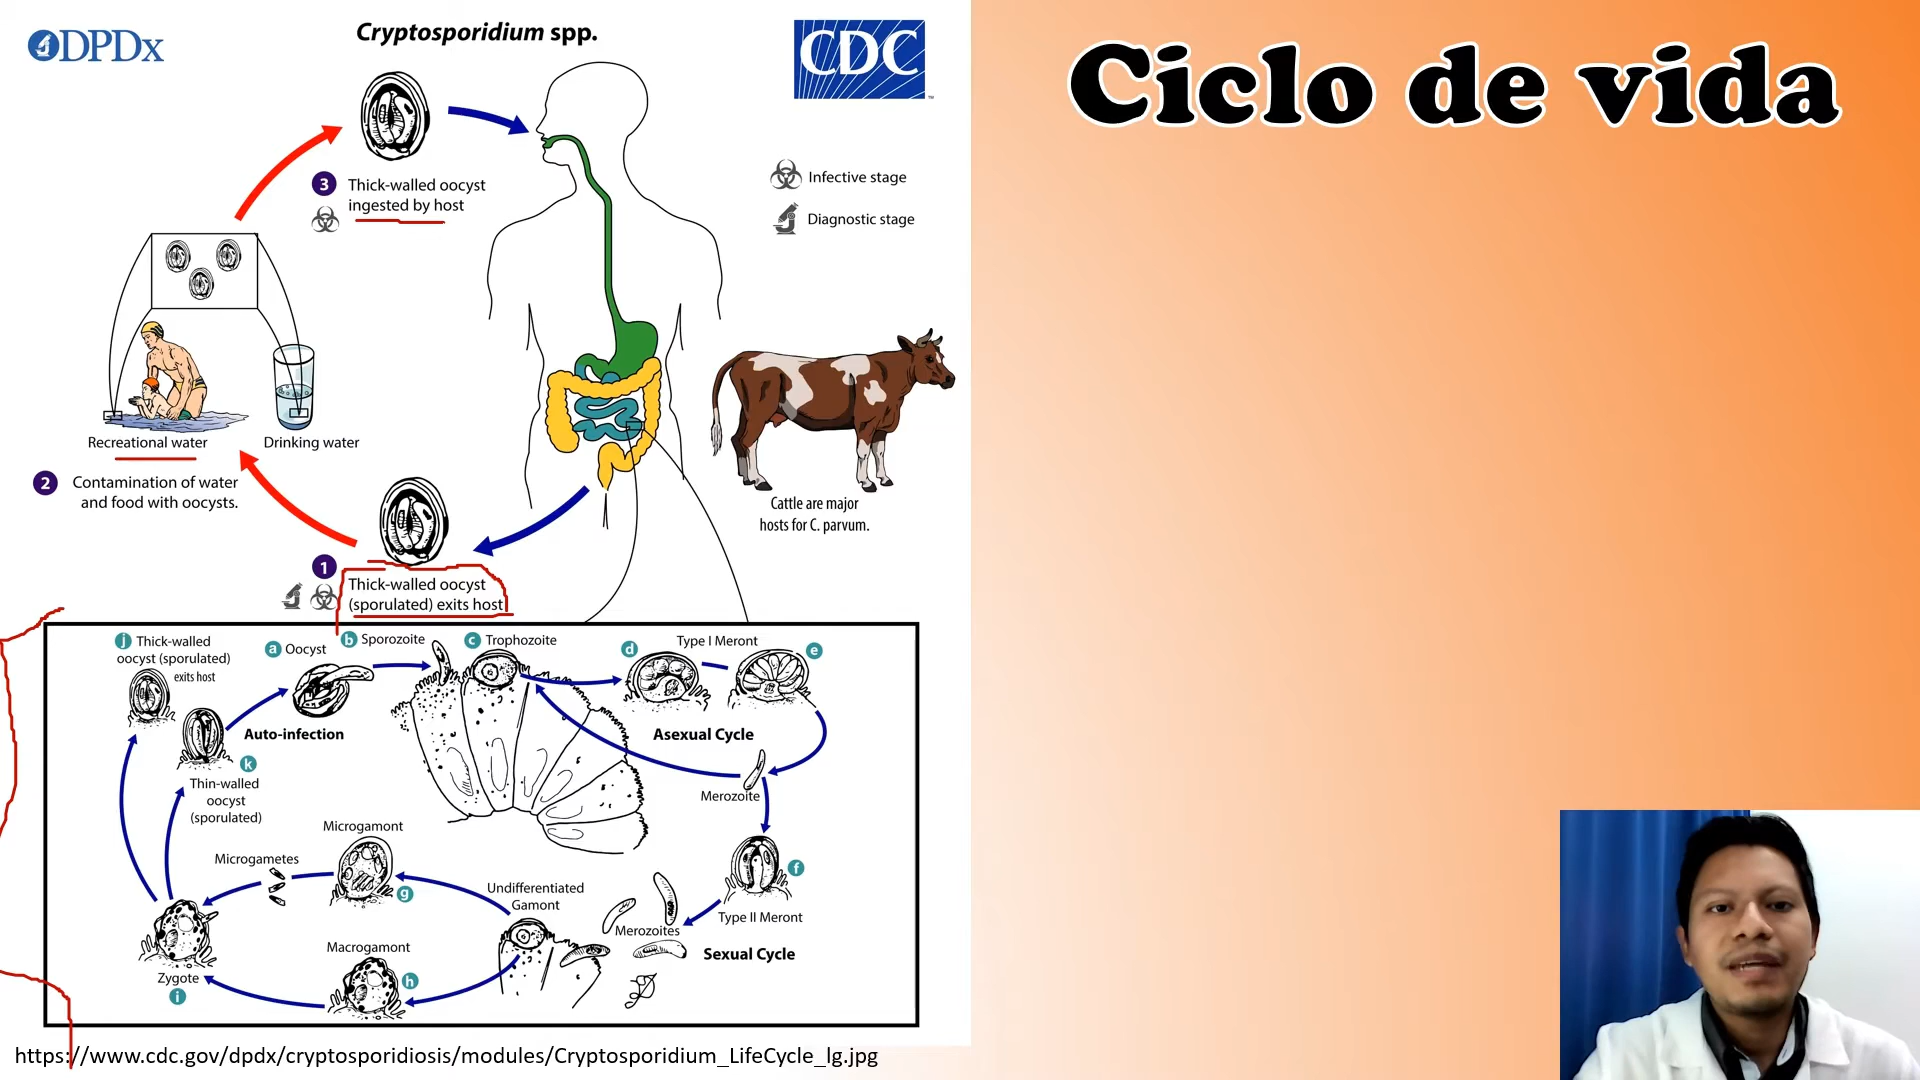 DPDx
Cryptosporidium spp.
CDC
TM
Ciclo de vida
3 Thick-walled oocyst
ingested by host
Infective stage
Diagnostic stage
Recreational water
Drinking water
2 Contamination of water
and food with oocysts.
Cattle are major
hosts for C. parvum.
1
Thick-walled oocyst
(sporulated) exits host
j Thick-walled
oocyst (sporulated)
exits host
a Oocyst
b Sporozoite
c Trophozoite
d
Type I Meront
e
Auto-infection
Asexual Cycle
k
Thin-walled
oocyst
(sporulated)
Merozoite
Microgamont
g
Microgametes
Undifferentiated
Gamont
f
Type II Meront
Merozoites
Sexual Cycle
Macrogamont
h
Zygote
i
https://www.cdc.gov/dpdx/cryptosporidiosis/modules/Cryptosporidium_LifeCycle_lg.jpg